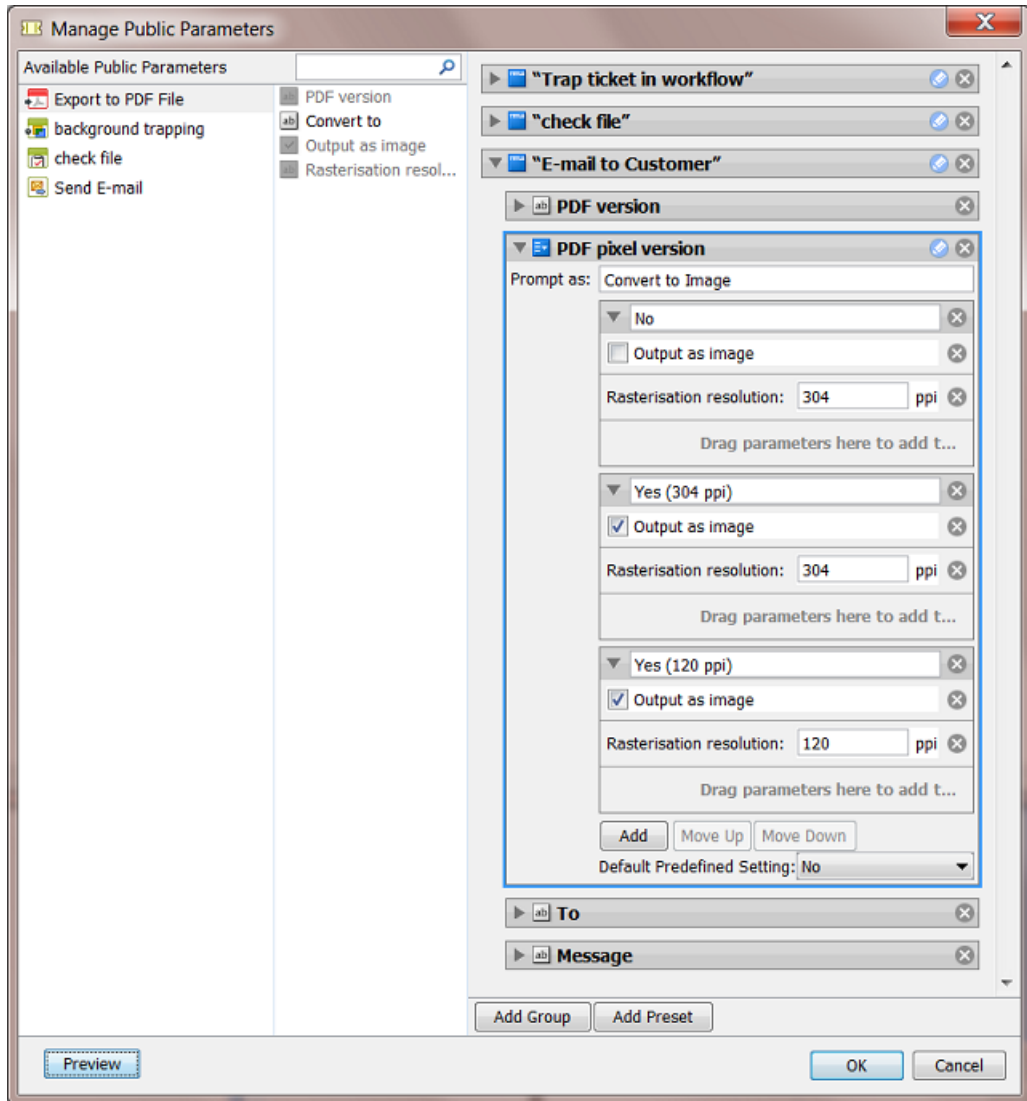 Manage Public Parameters
Available Public Parameters
Export to PDF File
background trapping
check file
Send E-mail
PDF version
Convert to
Output as image
Rasterisation resol...
"Trap ticket in workflow"
"check file"
"E-mail to Customer"
PDF version
PDF pixel version
Prompt as: Convert to Image
No
Output as image
Rasterisation resolution: 304 ppi
Drag parameters here to add t...
Yes (304 ppi)
Output as image
Rasterisation resolution: 304 ppi
Drag parameters here to add t...
Yes (120 ppi)
Output as image
Rasterisation resolution: 120 ppi
Drag parameters here to add t...
Add Move Up Move Down
Default Predefined Setting: No
ab To
ab Message
Add Group Add Preset
Preview OK Cancel